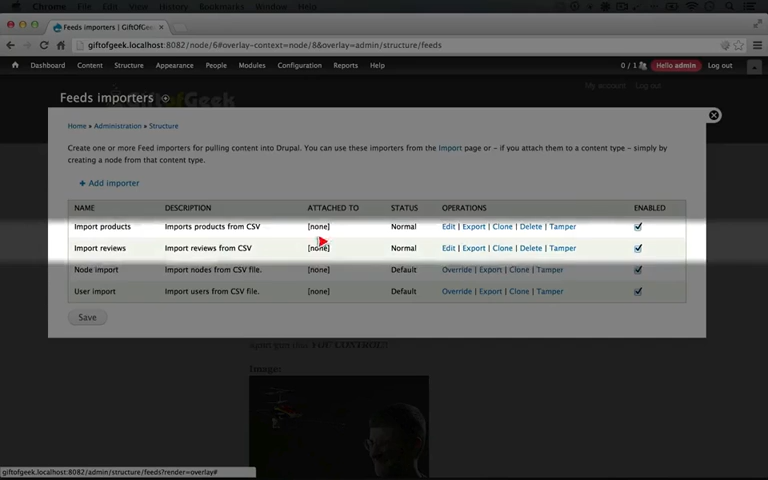 Chrome File Edit View History Bookmarks Window Help
Feeds importers | GiftOfGeek
giftofgeek.localhost:8082/node/6#overlay-context=node/8&overlay=admin/structure/feeds
Dashboard Content Structure Appearance People Modules Configuration Reports Help 0 / 1 Hello admin Log out
My account Log out
Feeds importers
GiftofGeek
Home » Administration » Structure
Create one or more Feed importers for pulling content into Drupal. You can use these importers from the Import page or - if you attach them to a content type - simply by
creating a node from that content type.
+ Add importer
NAME DESCRIPTION ATTACHED TO STATUS OPERATIONS ENABLED
Import products Imports products from CSV [none] Normal Edit | Export | Clone | Delete | Tamper
Import reviews Import reviews from CSV [none] Normal Edit | Export | Clone | Delete | Tamper
Node import Import nodes from CSV file. [none] Default Override | Export | Clone | Tamper
User import Import users from CSV file. [none] Default Override | Export | Clone | Tamper
Save
Image:
giftofgeek.localhost:8082/admin/structure/feeds?render=overlay#